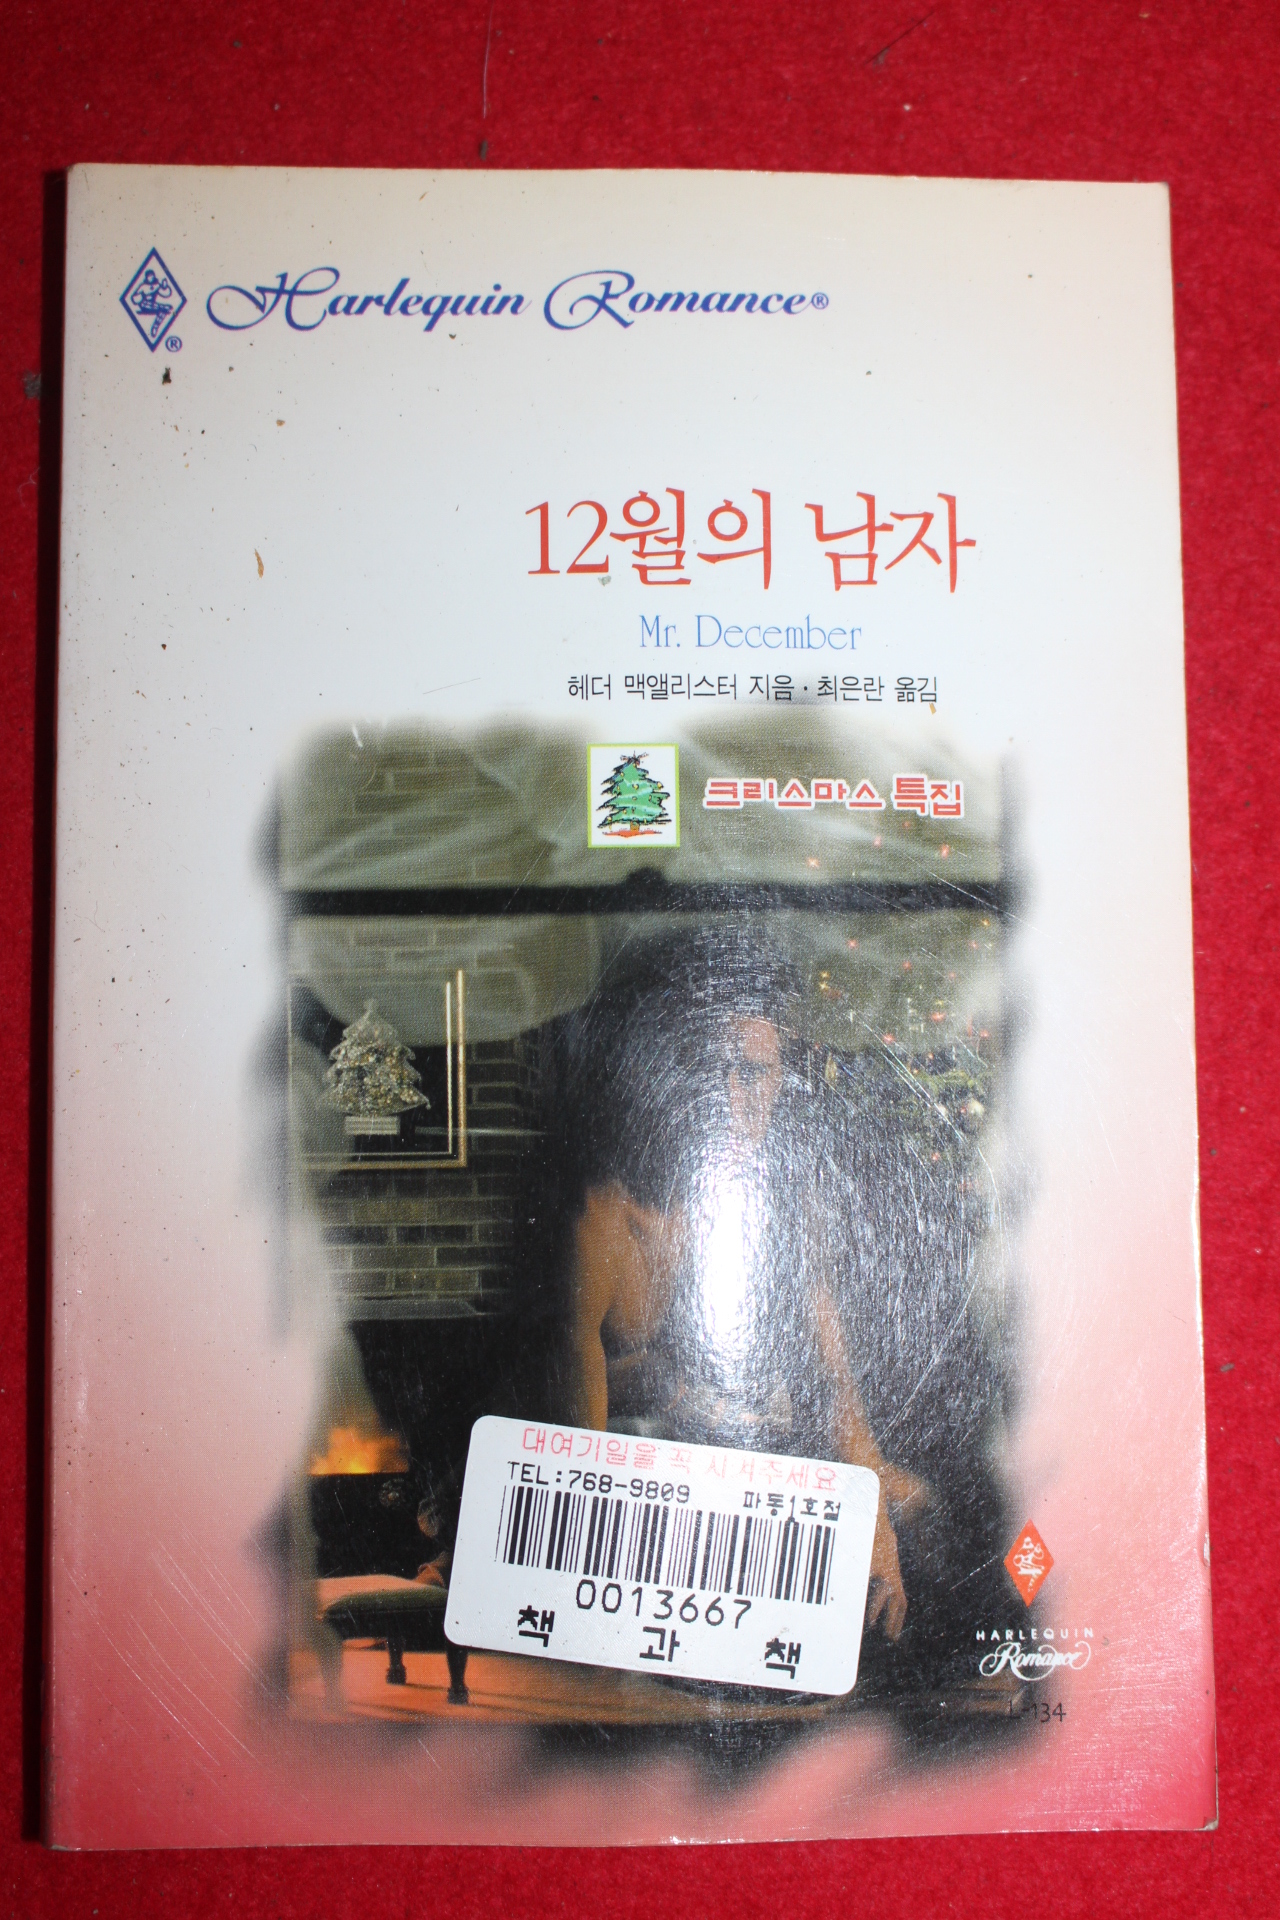 Harlequin Romance®
®
12월의 남자
Mr. December
헤더 맥앨리스터 지음 · 최은란 옮김
크리스마스 특집
대여기일을 꼭 지켜주세요
TEL:768-9809 파동1호점
0013667
책 과 책
HARLEQUIN
Romance
L-134